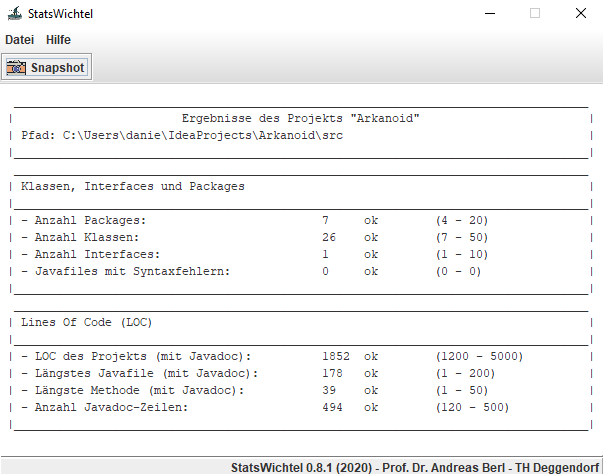 StatsWichtel
Datei Hilfe
Snapshot
Ergebnisse des Projekts "Arkanoid"
Pfad: C:\Users\danie\IdeaProjects\Arkanoid\src
Klassen, Interfaces und Packages
- Anzahl Packages: 7 ok (4 - 20)
- Anzahl Klassen: 26 ok (7 - 50)
- Anzahl Interfaces: 1 ok (1 - 10)
- Javafiles mit Syntaxfehlern: 0 ok (0 - 0)
Lines Of Code (LOC)
- LOC des Projekts (mit Javadoc): 1852 ok (1200 - 5000)
- Längstes Javafile (mit Javadoc): 178 ok (1 - 200)
- Längste Methode (mit Javadoc): 39 ok (1 - 50)
- Anzahl Javadoc-Zeilen: 494 ok (120 - 500)
StatsWichtel 0.8.1 (2020) - Prof. Dr. Andreas Berl - TH Deggendorf